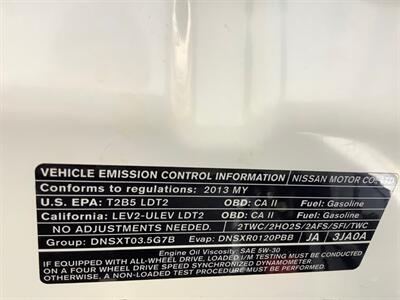 VEHICLE EMISSION CONTROL INFORMATION NISSAN MOTOR CO., LTD.
Conforms to regulations: 2013 MY
U.S. EPA: T2B5 LDT2 OBD: CA II Fuel: Gasoline
California: LEV2-ULEV LDT2 OBD: CA II Fuel: Gasoline
NO ADJUSTMENTS NEEDED 2TWC/2HO2S/2AFS/SFI/TWC
Group: DNSXT03.5G7B Evap: DNSXR0120PBB JA 3JA0A
Engine Oil Viscosity: SAE 5W-30
IF EQUIPPED WITH ALL-WHEEL DRIVE, LOADED I/M TESTING MUST BE CONDUCTED
ON A FOUR WHEEL DRIVE SPEED SYNCHRONIZED DYNAMOMETER.
IF NOT, A NON-LOADED TEST PROCEDURE MUST BE PERFORMED.